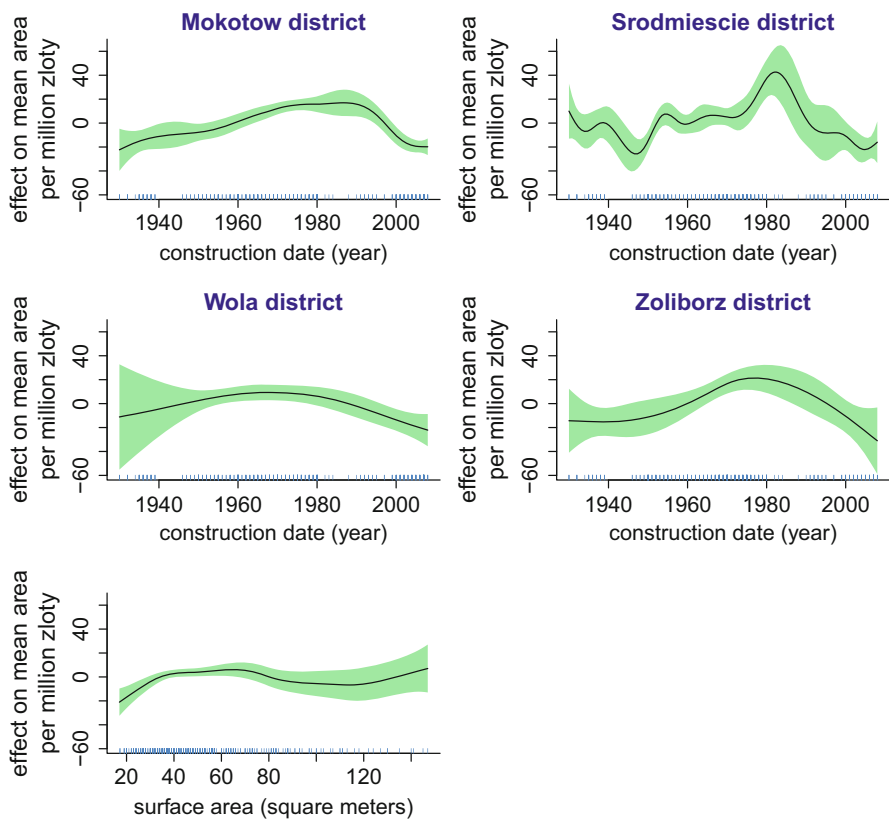 Mokotow district
effect on mean area
per million zloty
−60
0
40
1940
1960
1980
2000
construction date (year)
Srodmiescie district
effect on mean area
per million zloty
−60
0
40
1940
1960
1980
2000
construction date (year)
Wola district
effect on mean area
per million zloty
−60
0
40
1940
1960
1980
2000
construction date (year)
Zoliborz district
effect on mean area
per million zloty
−60
0
40
1940
1960
1980
2000
construction date (year)
effect on mean area
per million zloty
−60
0
40
20
40
60
80
120
surface area (square meters)